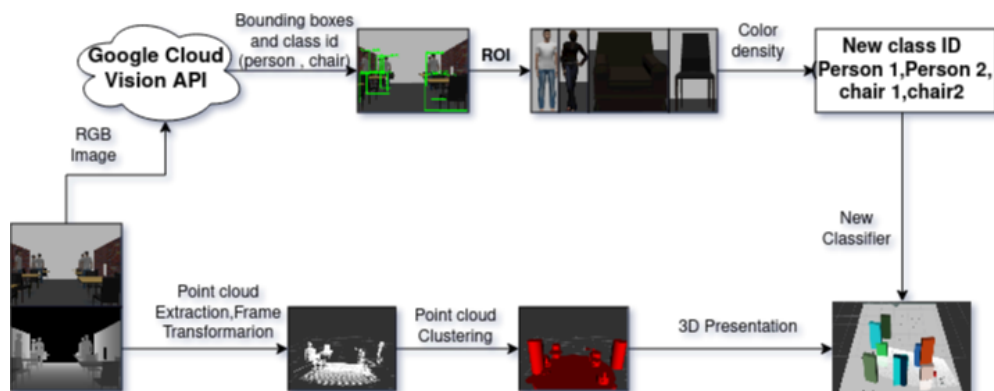 Google Cloud
Vision API
Bounding boxes
and class id
(person , chair)
ROI
Color
density
New class ID
Person 1,Person 2,
chair 1,chair2
RGB
Image
New
Classifier
Point cloud
Extraction,Frame
Transformarion
Point cloud
Clustering
3D Presentation